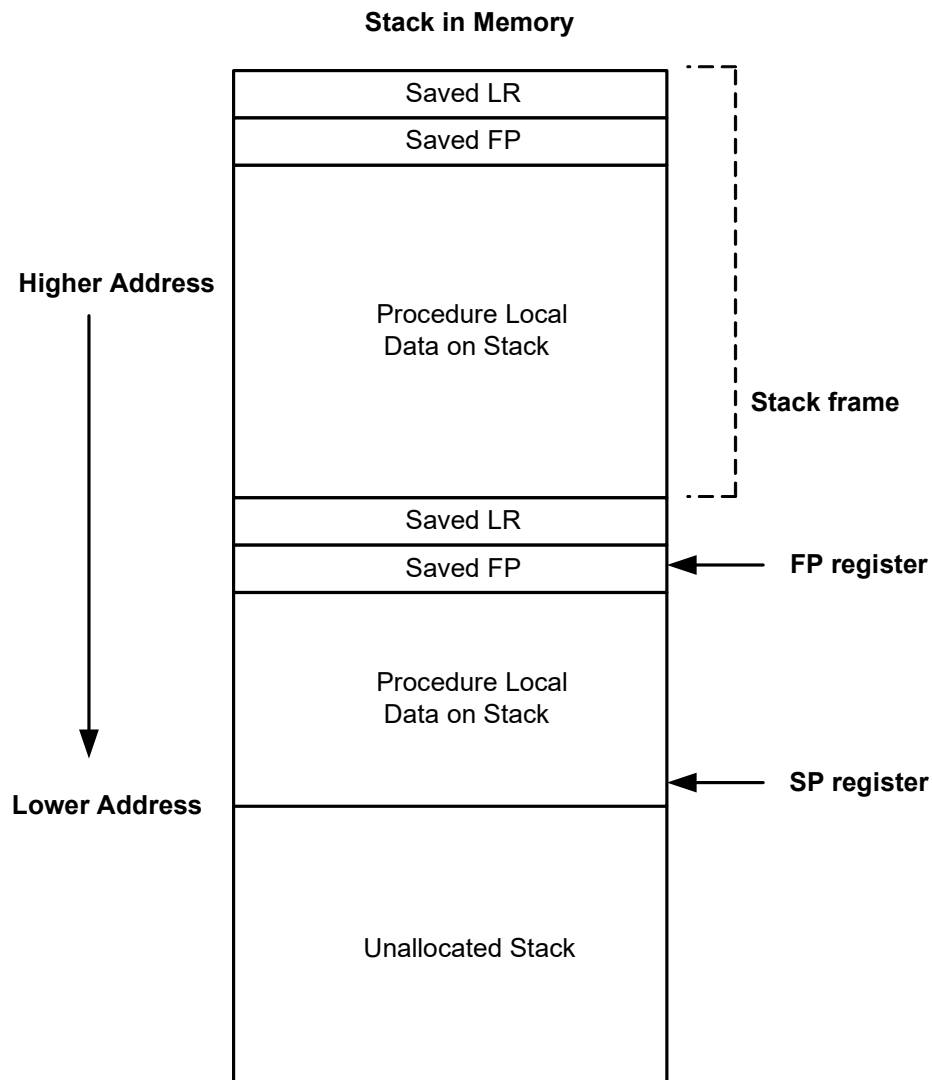 Stack in Memory
Saved LR
Saved FP
Higher Address
Procedure Local
Data on Stack
Stack frame
Saved LR
Saved FP
FP register
Procedure Local
Data on Stack
SP register
Lower Address
Unallocated Stack